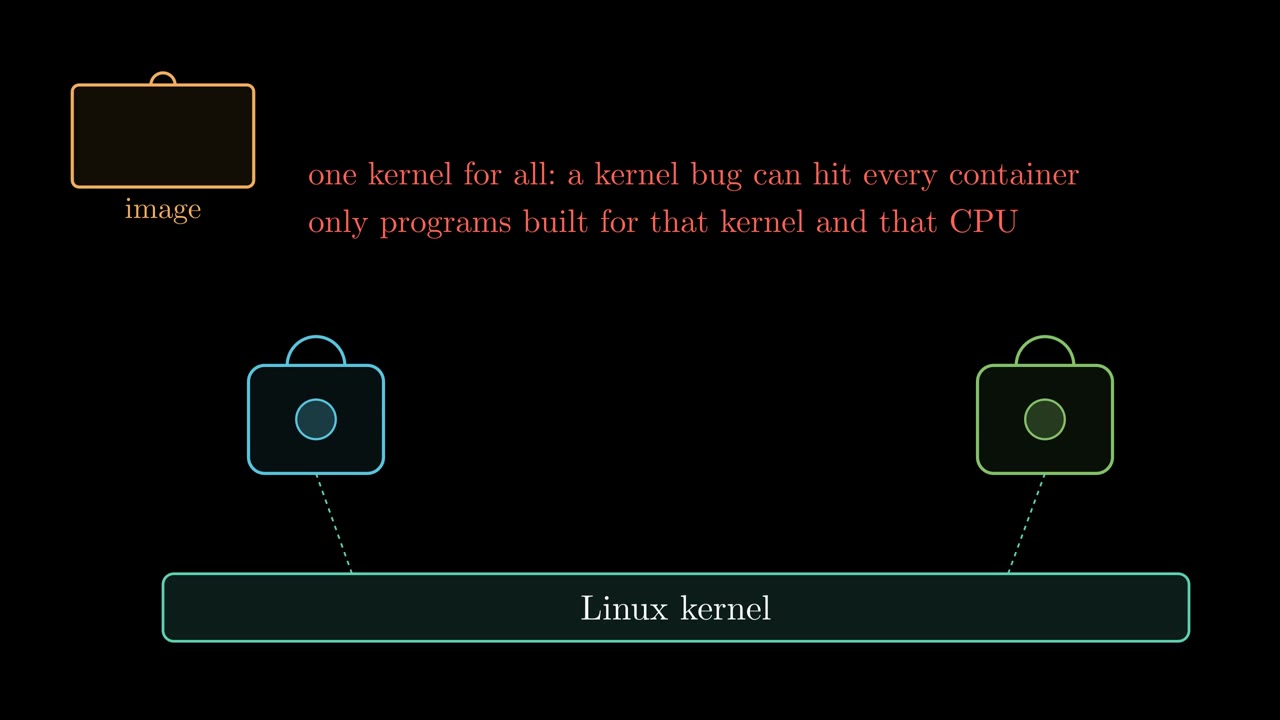 one kernel for all: a kernel bug can hit every container
image
only programs built for that kernel and that CPU
Linux kernel